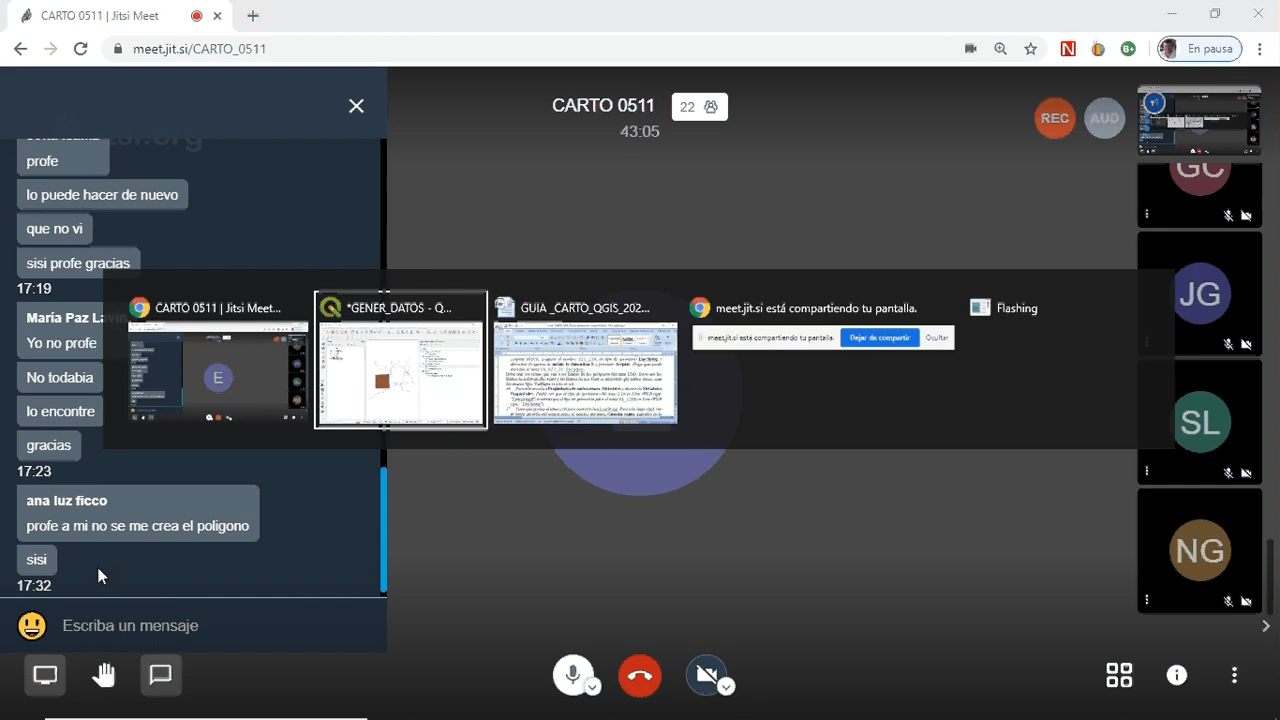 CARTO 0511 | Jitsi Meet
meet.jit.si/CARTO_0511
N
B+
En pausa
CARTO 0511
22
43:05
REC
AUD
profe
lo puede hacer de nuevo
que no vi
sisi profe gracias
17:19
María Paz Lavin
Yo no profe
No todabia
lo encontre
gracias
17:23
ana luz ficco
profe a mi no se me crea el poligono
sisi
17:32
Escriba un mensaje
CARTO 0511 | Jitsi Meet...
*GENER_DATOS - Q...
GUIA _CARTO_QGIS_202...
meet.jit.si está compartiendo tu pantalla.
Flashing
E
meet.jit.si está compartiendo tu pantalla.
Dejar de compartir
Ocultar
GC
JG
SL
NG